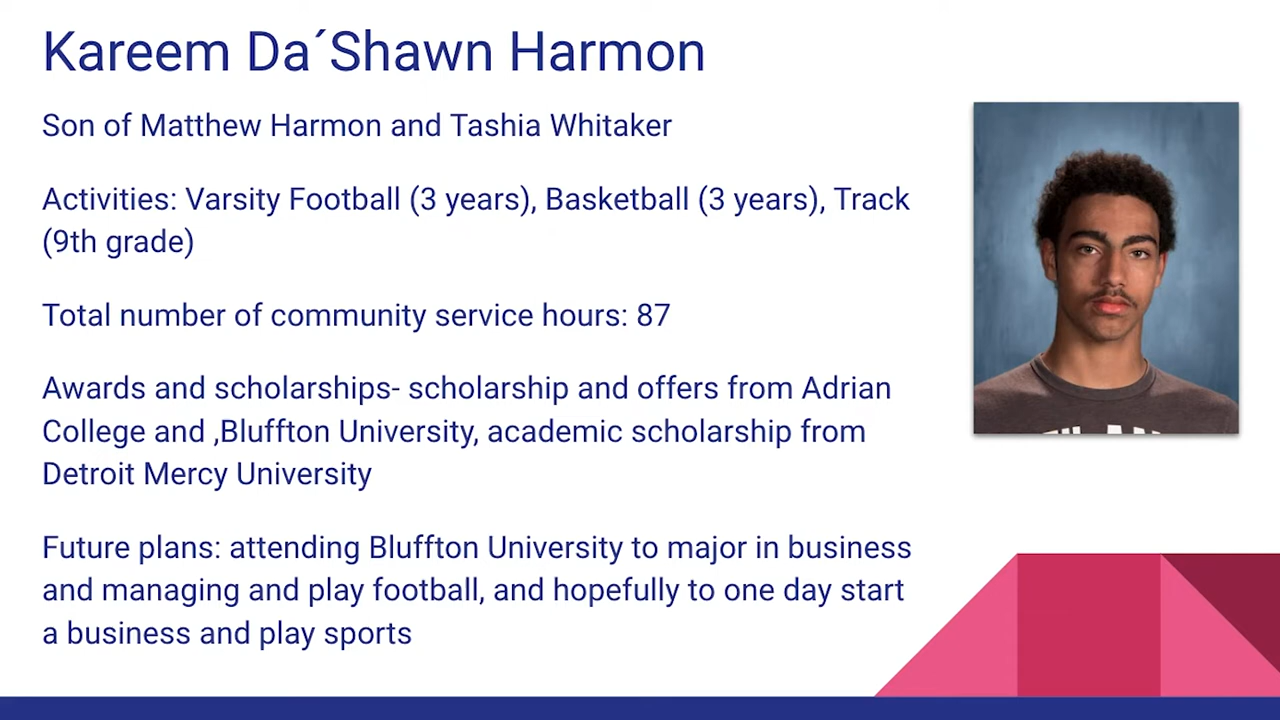 Kareem Da´Shawn Harmon
Son of Matthew Harmon and Tashia Whitaker
Activities: Varsity Football (3 years), Basketball (3 years), Track
(9th grade)
Total number of community service hours: 87
Awards and scholarships- scholarship and offers from Adrian
College and ,Bluffton University, academic scholarship from
Detroit Mercy University
Future plans: attending Bluffton University to major in business
and managing and play football, and hopefully to one day start
a business and play sports